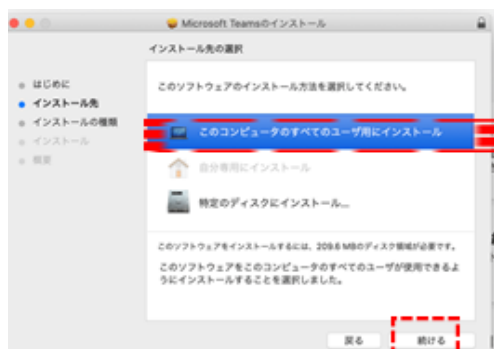 Microsoft Teamsのインストール
インストール先の選択
はじめに
インストール先
インストールの種類
インストール
概要
このソフトウェアのインストール方法を選択してください。
このコンピュータのすべてのユーザ用にインストール
自分専用にインストール
特定のディスクにインストール...
このソフトウェアをインストールするには、209.6 MBのディスク領域が必要です。
このソフトウェアをこのコンピュータのすべてのユーザが使用できるよ
うにインストールすることを選択しました。
戻る
続ける